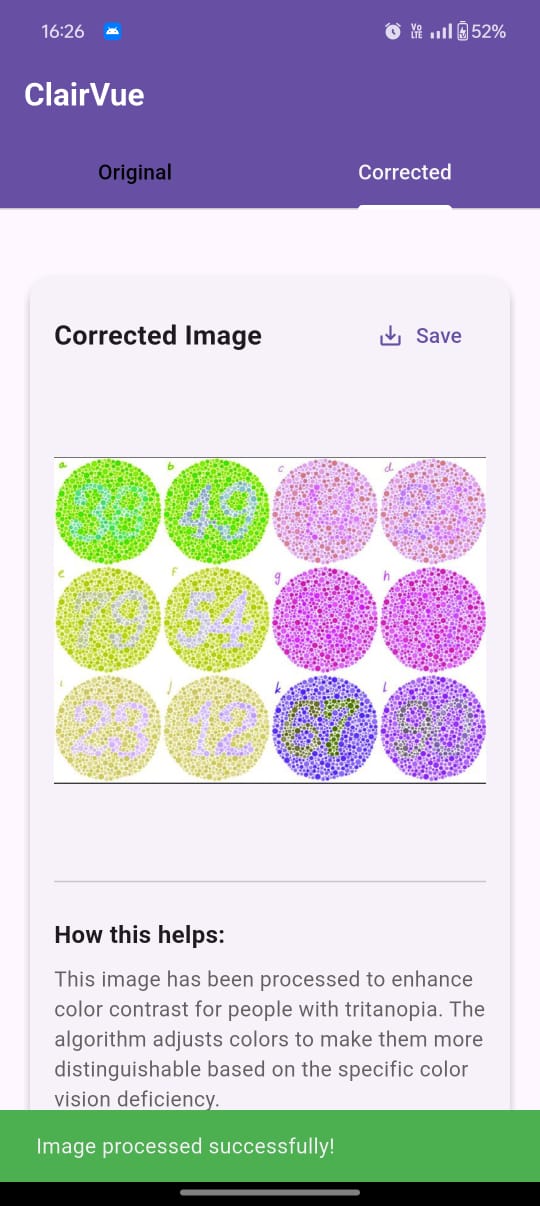 16:26 Vo LTE 52%
ClairVue
Original Corrected
Corrected Image Save
a b c d
38 49
e f g h
79 54
i j k l
23 12 67 90
How this helps:
This image has been processed to enhance
color contrast for people with tritanopia. The
algorithm adjusts colors to make them more
distinguishable based on the specific color
vision deficiency.
Image processed successfully!